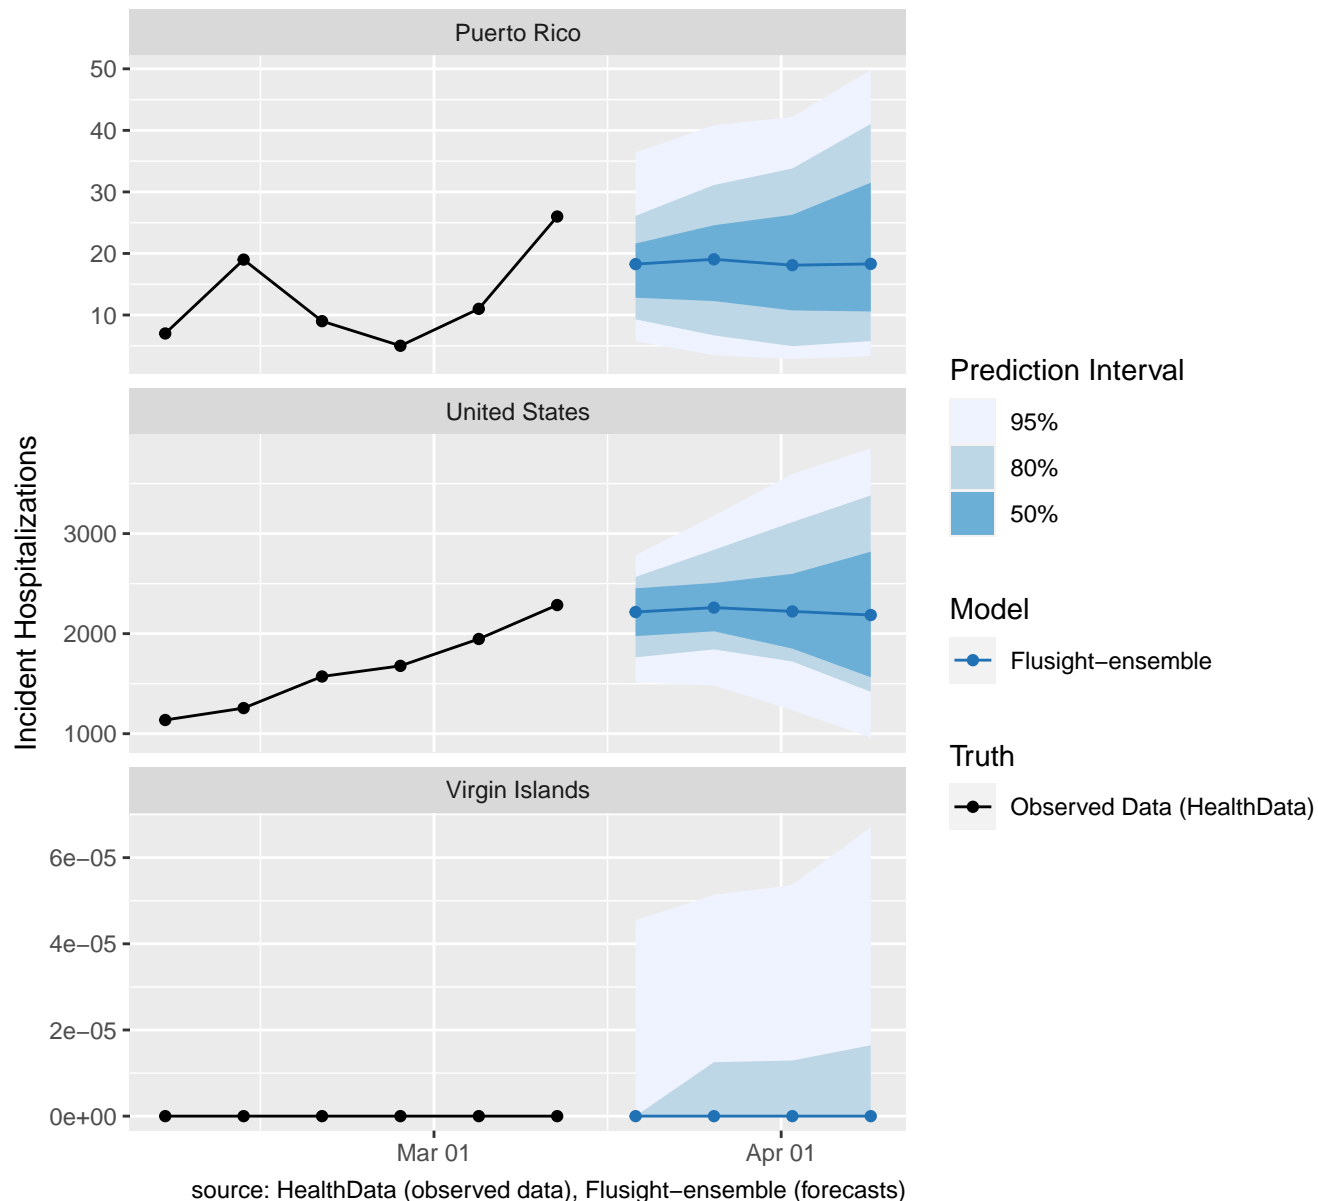 Puerto Rico
50
40
30
20
10
United States
3000
2000
1000
Virgin Islands
6e−05
4e−05
2e−05
0e+00
Mar 01
Apr 01
Incident Hospitalizations
source: HealthData (observed data), Flusight−ensemble (forecasts)
Prediction Interval
95%
80%
50%
Model
Flusight−ensemble
Truth
Observed Data (HealthData)